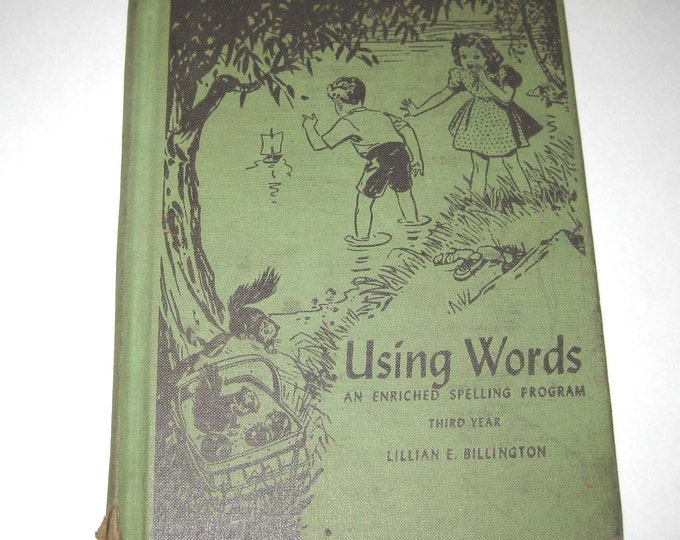 Using Words
AN ENRICHED SPELLING PROGRAM
THIRD YEAR
LILLIAN E. BILLINGTON